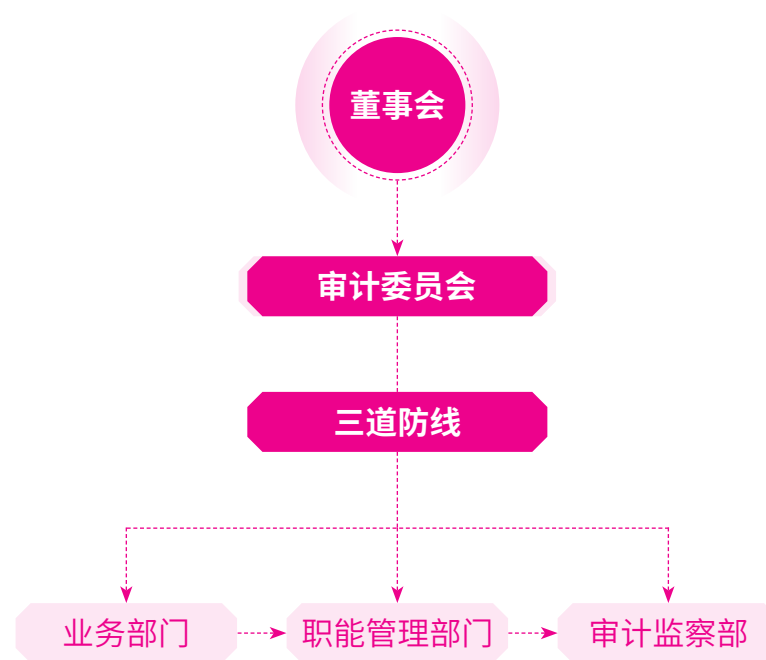 董事会
审计委员会
三道防线
业务部门
职能管理部门
审计监察部